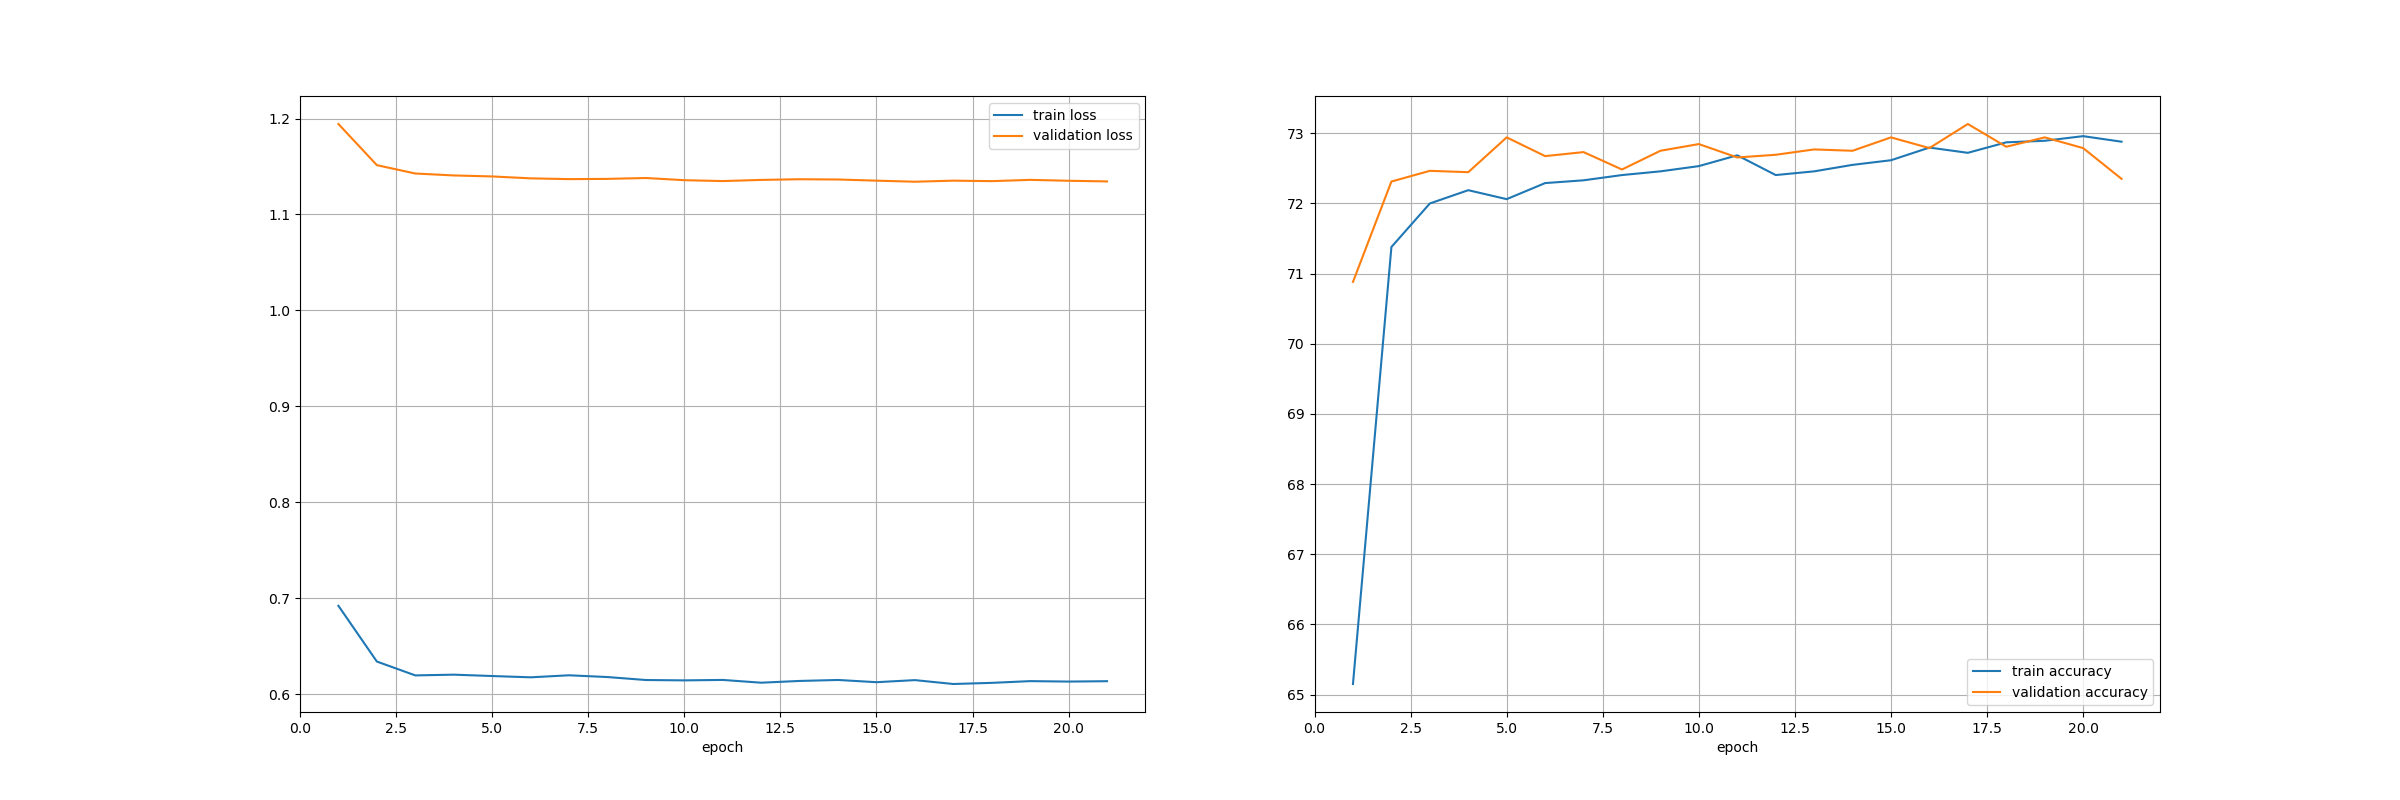 train loss
validation loss
1.2
1.1
1.0
0.9
0.8
0.7
0.6
0.0 2.5 5.0 7.5 10.0 12.5 15.0 17.5 20.0
epoch
73
72
71
70
69
68
67
66
65
train accuracy
validation accuracy
0.0 2.5 5.0 7.5 10.0 12.5 15.0 17.5 20.0
epoch